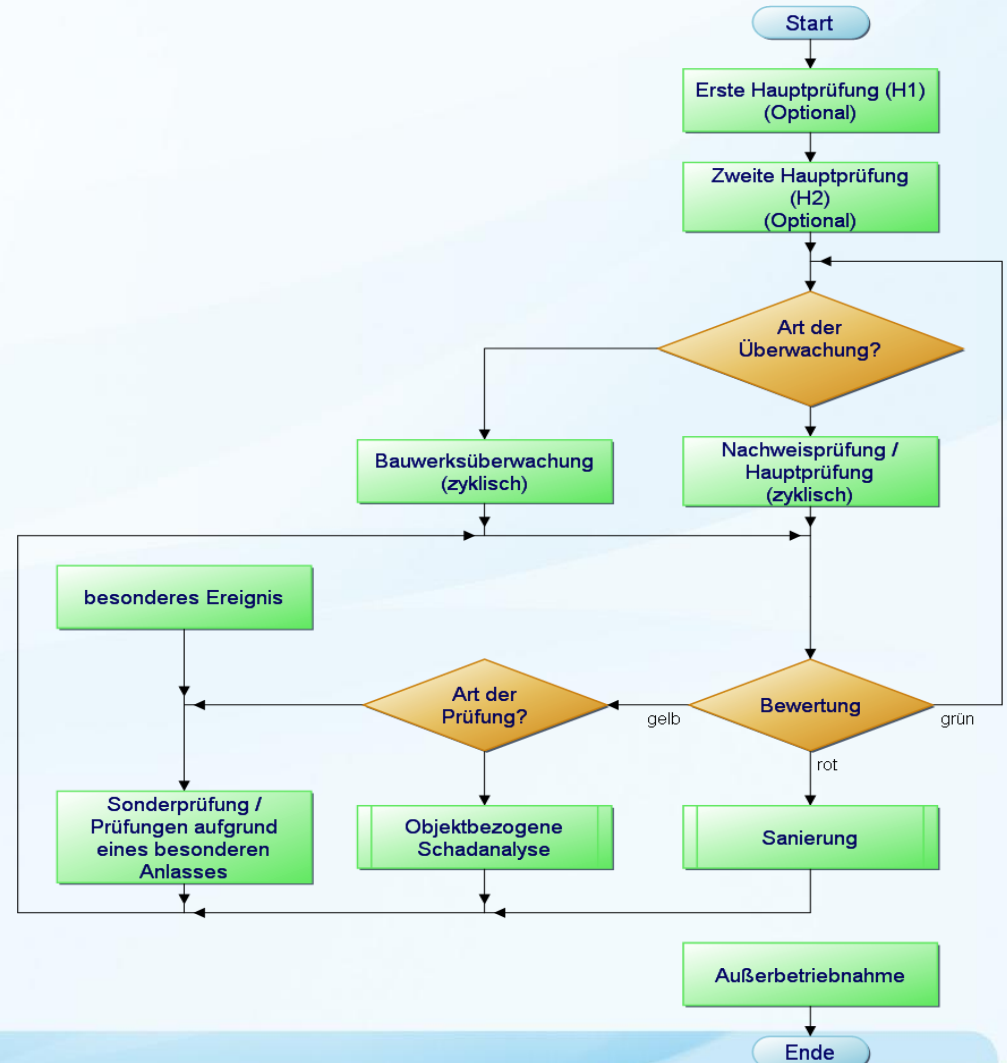 Start
Erste Hauptprüfung (H1)
(Optional)
Zweite Hauptprüfung
(H2)
(Optional)
Art der
Überwachung?
Bauwerksüberwachung
(zyklisch)
Nachweisprüfung /
Hauptprüfung
(zyklisch)
besonderes Ereignis
Art der
Prüfung?
gelb
Bewertung
grün
rot
Sonderprüfung /
Prüfungen aufgrund
eines besonderen
Anlasses
Objektbezogene
Schadanalyse
Sanierung
Außerbetriebnahme
Ende